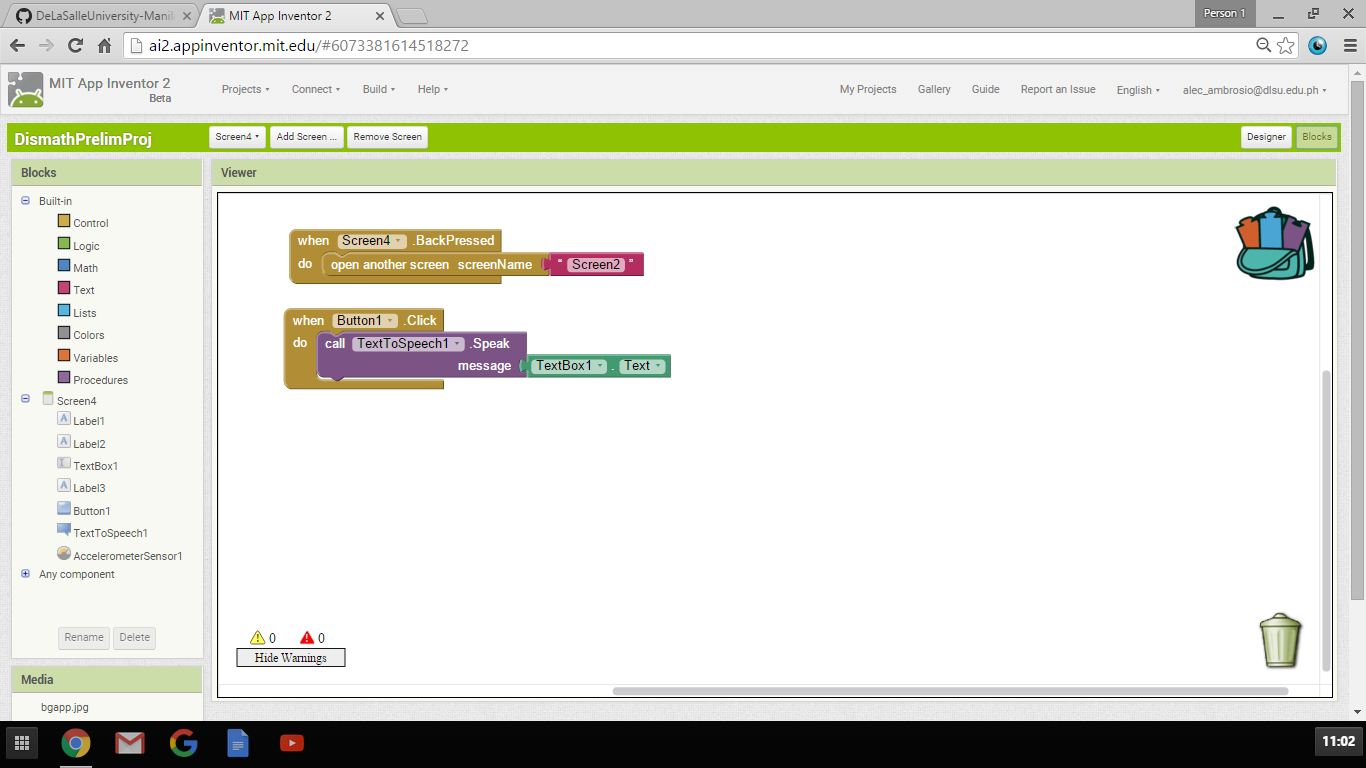 DeLaSalleUniversity-Manil
MIT App Inventor 2
Person 1
ai2.appinventor.mit.edu/#6073381614518272
MIT App Inventor 2
Beta
Projects
Connect
Build
Help
My Projects
Gallery
Guide
Report an Issue
English
alec_ambrosio@dlsu.edu.ph
DismathPrelimProj
Screen4
Add Screen ...
Remove Screen
Designer
Blocks
Blocks
Viewer
Built-in
Control
Logic
Math
Text
Lists
Colors
Variables
Procedures
Screen4
Label1
Label2
TextBox1
Label3
Button1
TextToSpeech1
AccelerometerSensor1
Any component
Rename
Delete
Media
bgapp.jpg
when Screen4 .BackPressed
do open another screen screenName " Screen2 "
when Button1 .Click
do call TextToSpeech1 .Speak
message TextBox1 . Text
0 0
Hide Warnings
11:02